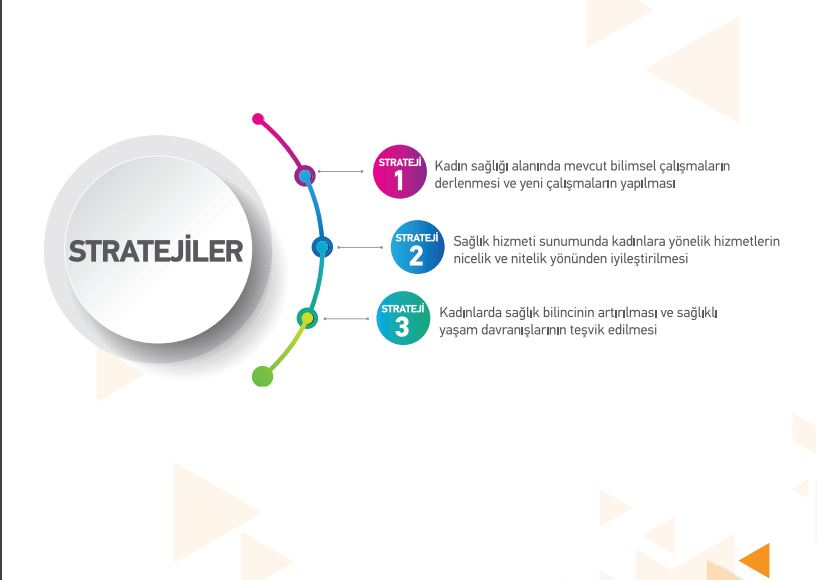 STRATEJİLER
STRATEJİ
1
Kadın sağlığı alanında mevcut bilimsel çalışmaların
derlenmesi ve yeni çalışmaların yapılması
STRATEJİ
2
Sağlık hizmeti sunumunda kadınlara yönelik hizmetlerin
nicelik ve nitelik yönünden iyileştirilmesi
STRATEJİ
3
Kadınlarda sağlık bilincinin artırılması ve sağlıklı
yaşam davranışlarının teşvik edilmesi